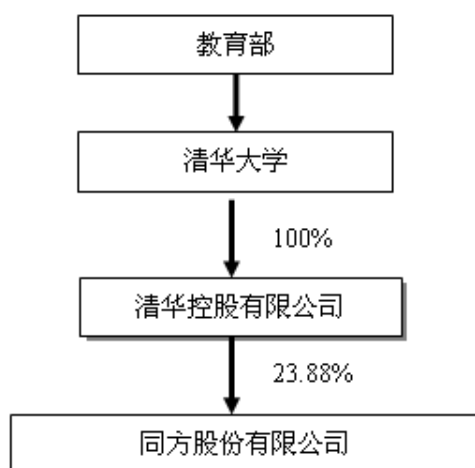 教育部
清华大学
100%
清华控股有限公司
23.88%
同方股份有限公司